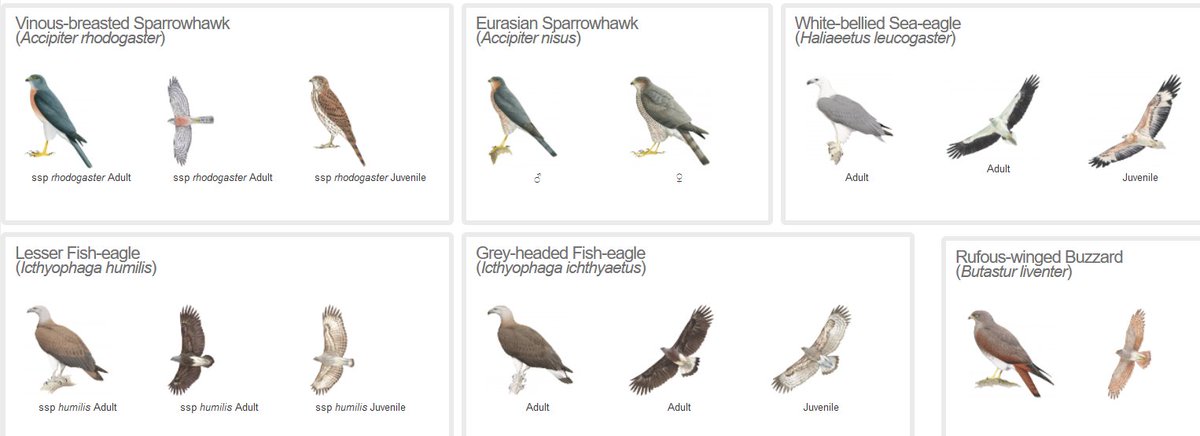 Vinous-breasted Sparrowhawk
(Accipiter rhodogaster)
ssp rhodogaster Adult
ssp rhodogaster Adult
ssp rhodogaster Juvenile
Eurasian Sparrowhawk
(Accipiter nisus)
♂
♀
White-bellied Sea-eagle
(Haliaeetus leucogaster)
Adult
Adult
Juvenile
Lesser Fish-eagle
(Icthyophaga humilis)
ssp humilis Adult
ssp humilis Adult
ssp humilis Juvenile
Grey-headed Fish-eagle
(Icthyophaga ichthyaetus)
Adult
Adult
Juvenile
Rufous-winged Buzzard
(Butastur liventer)